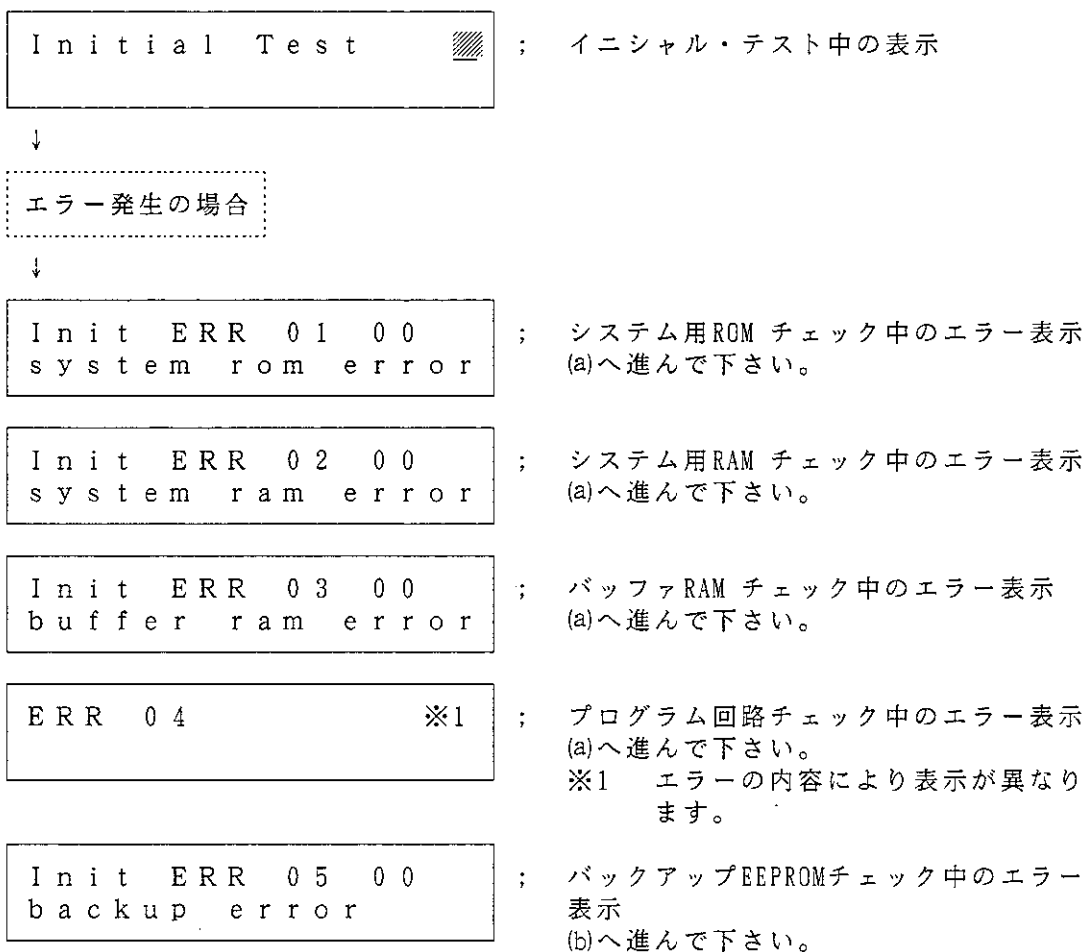 Initial Test ▨ ; イニシャル・テスト中の表示
↓
エラー発生の場合
↓
Init ERR 01 00 ; システム用ROM チェック中のエラー表示
system rom error (a)へ進んで下さい。
Init ERR 02 00 ; システム用RAM チェック中のエラー表示
system ram error (a)へ進んで下さい。
Init ERR 03 00 ; バッファRAM チェック中のエラー表示
buffer ram error (a)へ進んで下さい。
ERR 04 ※1 ; プログラム回路チェック中のエラー表示
(a)へ進んで下さい。
※1 エラーの内容により表示が異なり
ます。
Init ERR 05 00 ; バックアップEEPROMチェック中のエラー
backup error 表示
(b)へ進んで下さい。